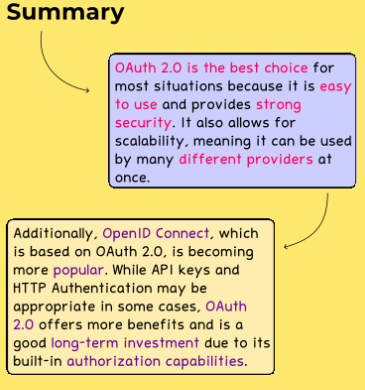 Summary
OAuth 2.0 is the best choice for
most situations because it is easy
to use and provides strong
security. It also allows for
scalability, meaning it can be used
by many different providers at
once.
Additionally, OpenID Connect, which
is based on OAuth 2.0, is becoming
more popular. While API keys and
HTTP Authentication may be
appropriate in some cases, OAuth
2.0 offers more benefits and is a
good long-term investment due to its
built-in authorization capabilities.